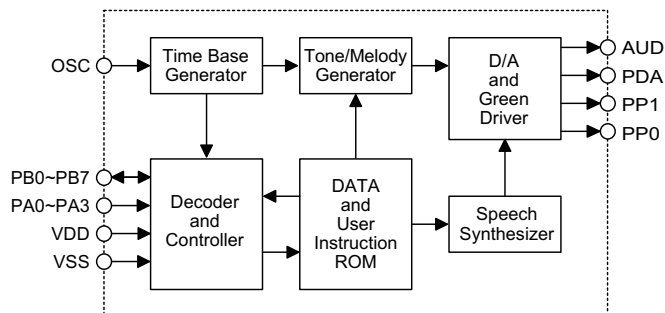 OSC
Time Base
Generator
Tone/Melody
Generator
D/A
and
Green
Driver
AUD
PDA
PP1
PP0
PB0~PB7
PA0~PA3
VDD
VSS
Decoder
and
Controller
DATA
and
User
Instruction
ROM
Speech
Synthesizer